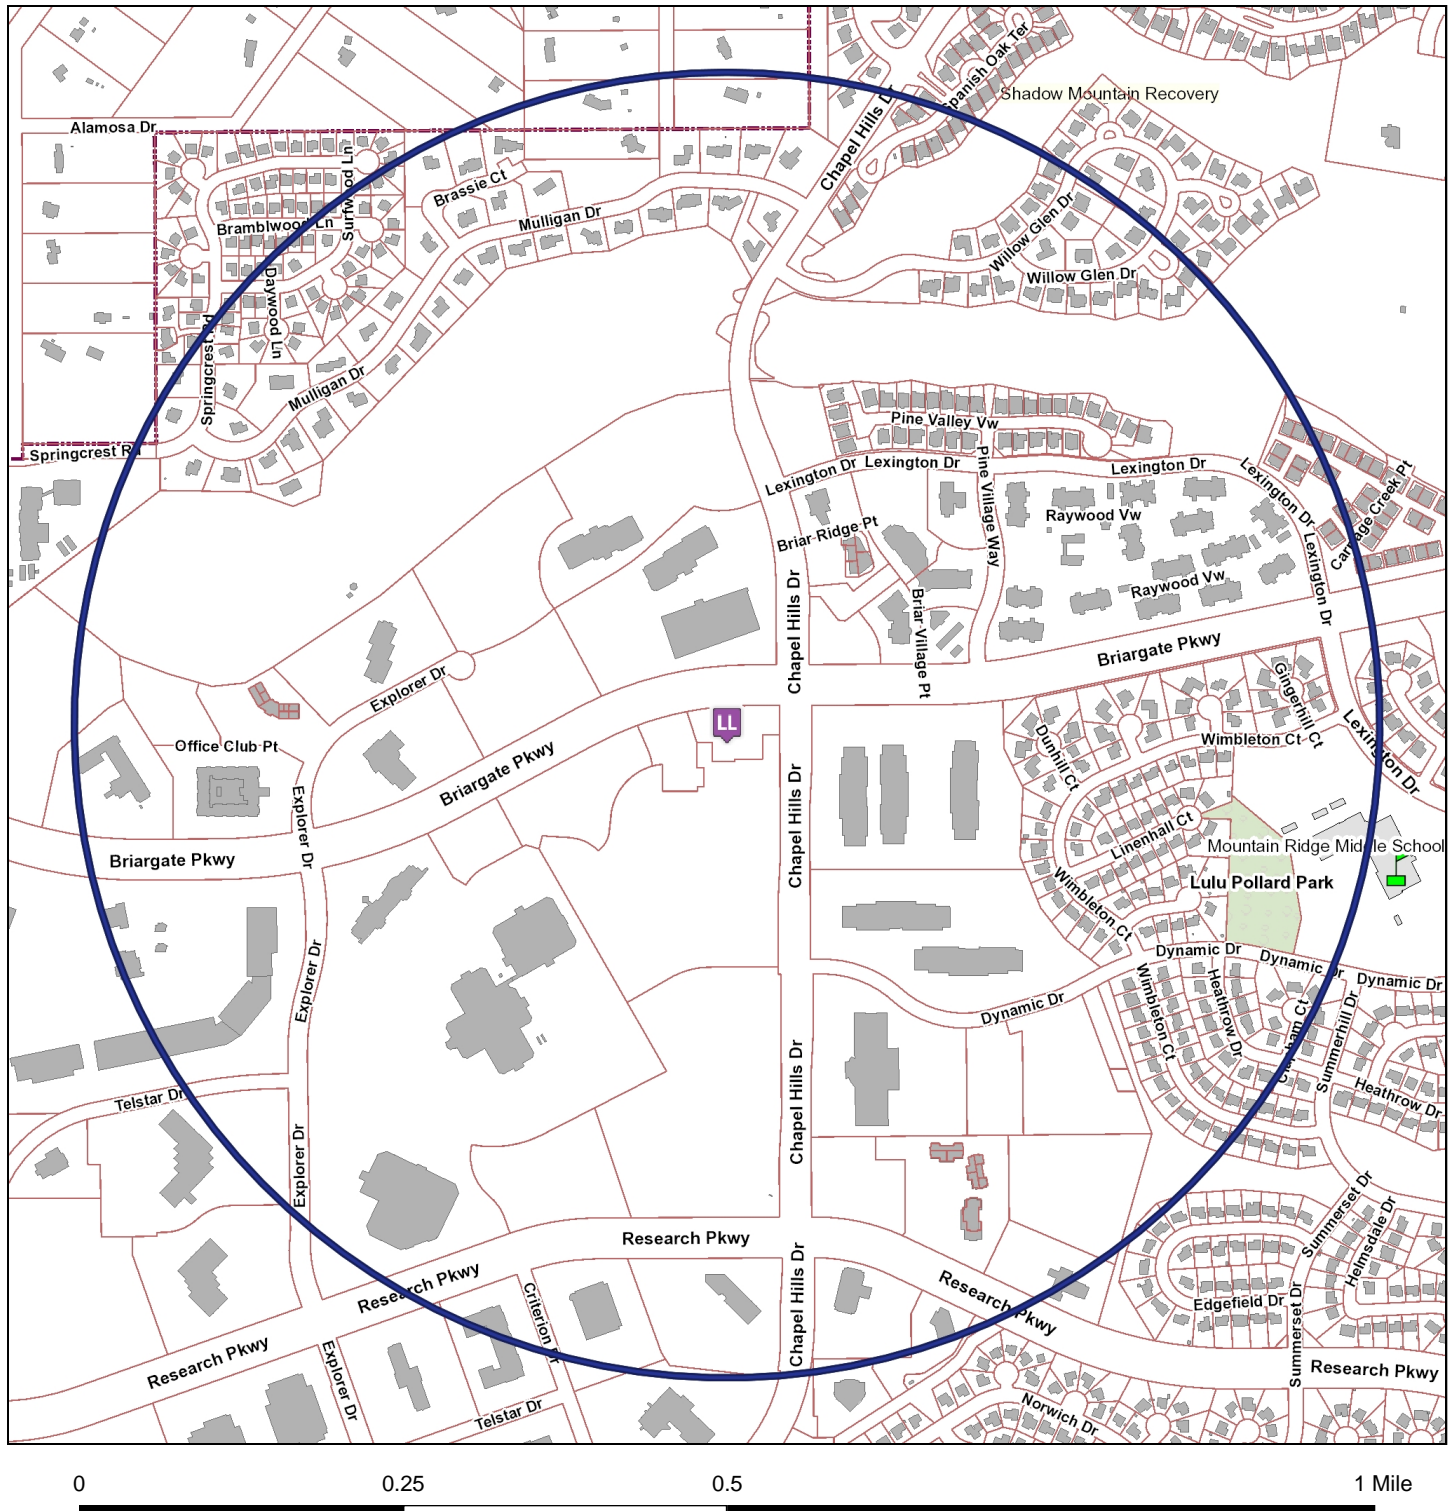 Spanish Oak Ter
Shadow Mountain Recovery
Alamosa Dr
Chapel Hills Dr
Surfwood Ln
Brassie Ct
Bramblwood Ln
Mulligan Dr
Willow Glen Dr
Willow Glen Dr
Daywood Ln
Springcrest Rd
Mulligan Dr
Pine Valley Vw
Springcrest Rd
Lexington Dr
Lexington Dr
Lexington Dr
Lexington Dr
Pine Village Way
Carriage Creek Pt
Raywood Vw
Briar Ridge Pt
Lexington Dr
Raywood Vw
Chapel Hills Dr
Briar Village Pt
Briargate Pkwy
Explorer Dr
Gingerhill Ct
LL
Office Club Pt
Dunhill Ct
Wimbleton Ct
Lexington Dr
Briargate Pkwy
Explorer Dr
Chapel Hills Dr
Linenhall Ct
Mountain Ridge Middle School
Briargate Pkwy
Lulu Pollard Park
Wimbleton Ct
Dynamic Dr
Dynamic Dr
Dynamic Dr
Explorer Dr
Dynamic Dr
Wimbleton Ct
Heathrow Dr
Summerhill Dr
Telstar Dr
Chapel Hills Dr
Heathrow Dr
Explorer Dr
Summerset Dr
Helmsdale Dr
Research Pkwy
Research Pkwy
Research Pkwy
Criterion Dr
Chapel Hills Dr
Edgefield Dr
Summerset Dr
Research Pkwy
Explorer Dr
Research Pkwy
Telstar Dr
Norwich Dr
0 0.25 0.5 1 Mile